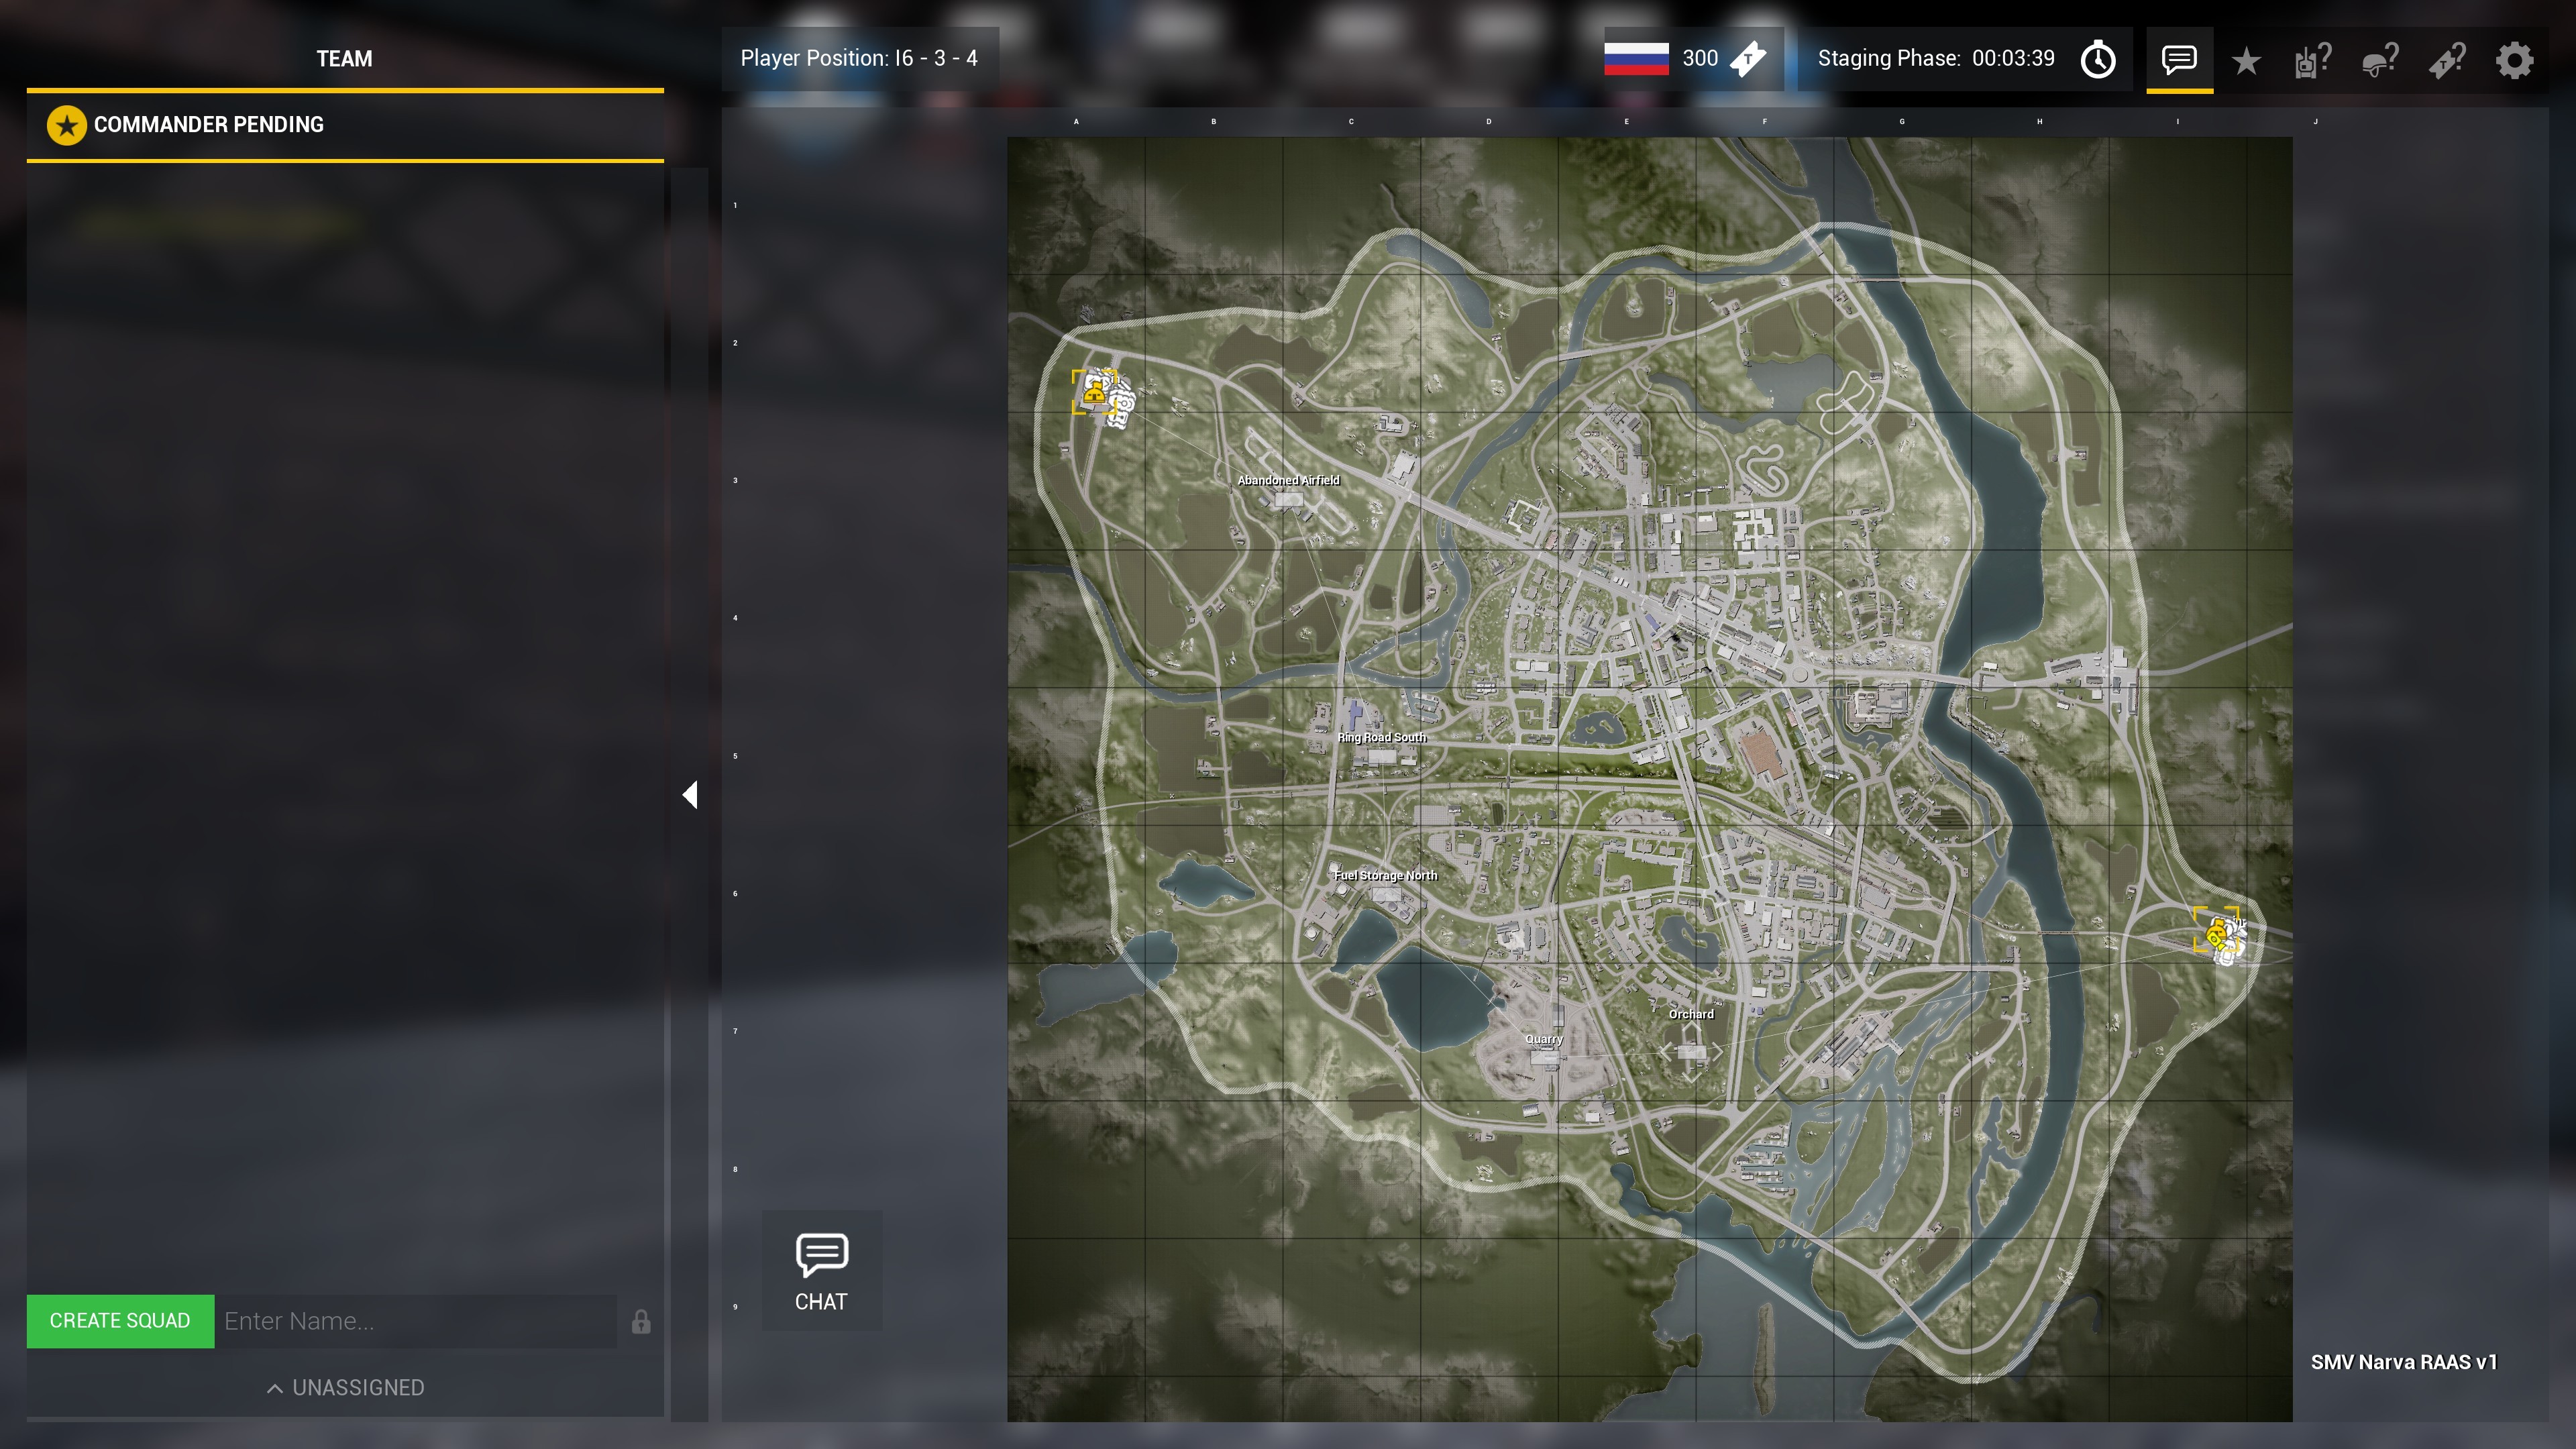 TEAM
Player Position: I6 - 3 - 4
300
Staging Phase: 00:03:39
COMMANDER PENDING
A B C D E F G H I J
1
2
3
Abandoned Airfield
4
5
Ring Road South
6
Fuel Storage North
7
Orchard
Quarry
8
9
CHAT
CREATE SQUAD
Enter Name...
UNASSIGNED
SMV Narva RAAS v1